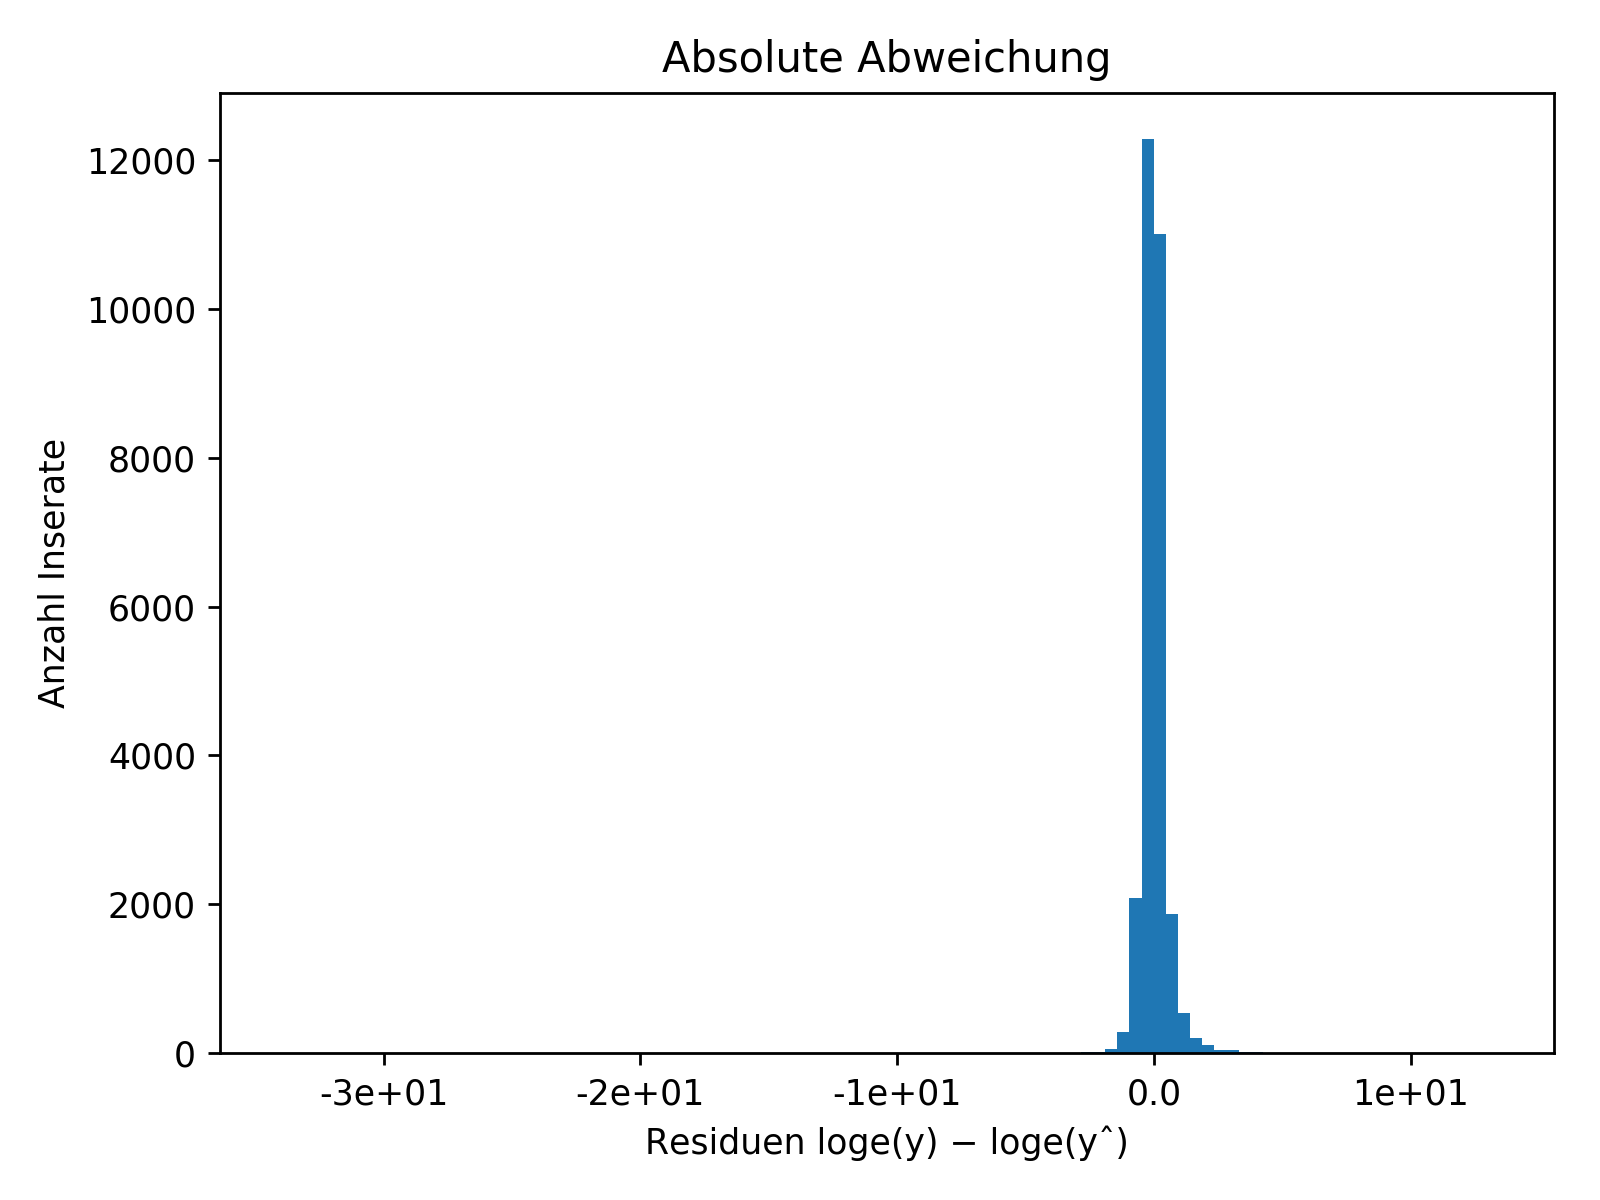 Absolute Abweichung
12000
10000
8000
6000
4000
2000
0
Anzahl Inserate
-3e+01
-2e+01
-1e+01
0.0
1e+01
Residuen loge(y) − loge(yˆ)